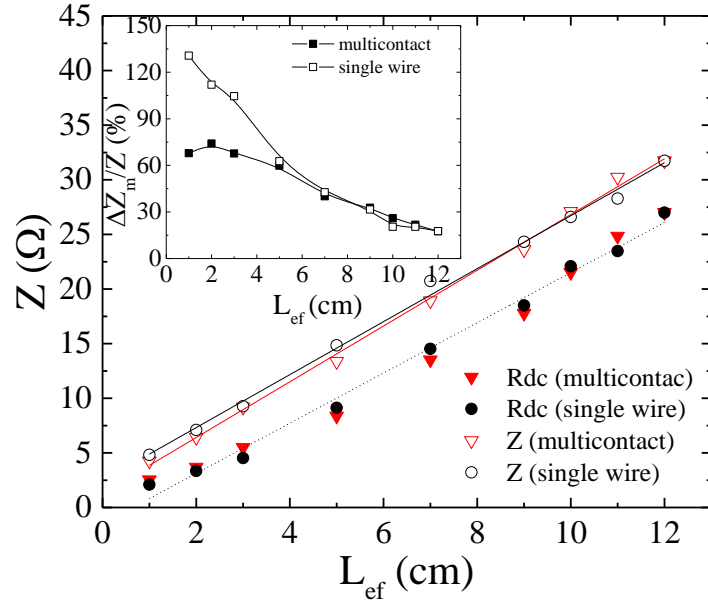 45
40
35
30
25
20
15
10
5
0
Z (Ω)
150
120
90
60
30
0
ΔZm/Z (%)
multicontact
single wire
0 2 4 6 8 10 12
Lef (cm)
Rdc (multicontac)
Rdc (single wire)
Z (multicontact)
Z (single wire)
0 2 4 6 8 10 12
Lef (cm)